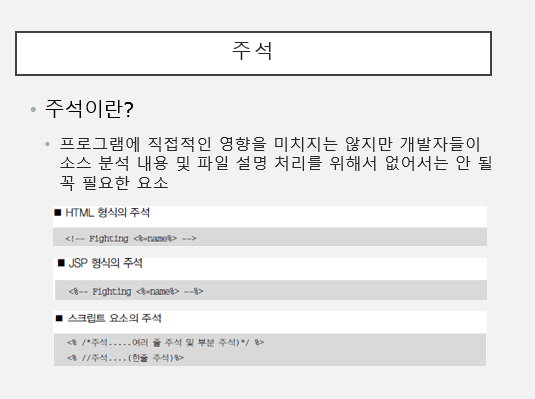 주석
• 주석이란?
• 프로그램에 직접적인 영향을 미치지는 않지만 개발자들이
소스 분석 내용 및 파일 설명 처리를 위해서 없어서는 안 될
꼭 필요한 요소
■ HTML 형식의 주석
<!-- Fighting <%=name%> -->
■ JSP 형식의 주석
<%-- Fighting <%=name%> --%>
■ 스크립트 요소의 주석
<% /*주석.....여러 줄 주석 및 부분 주석)*/ %>
<% //주석....(한줄 주석)%>